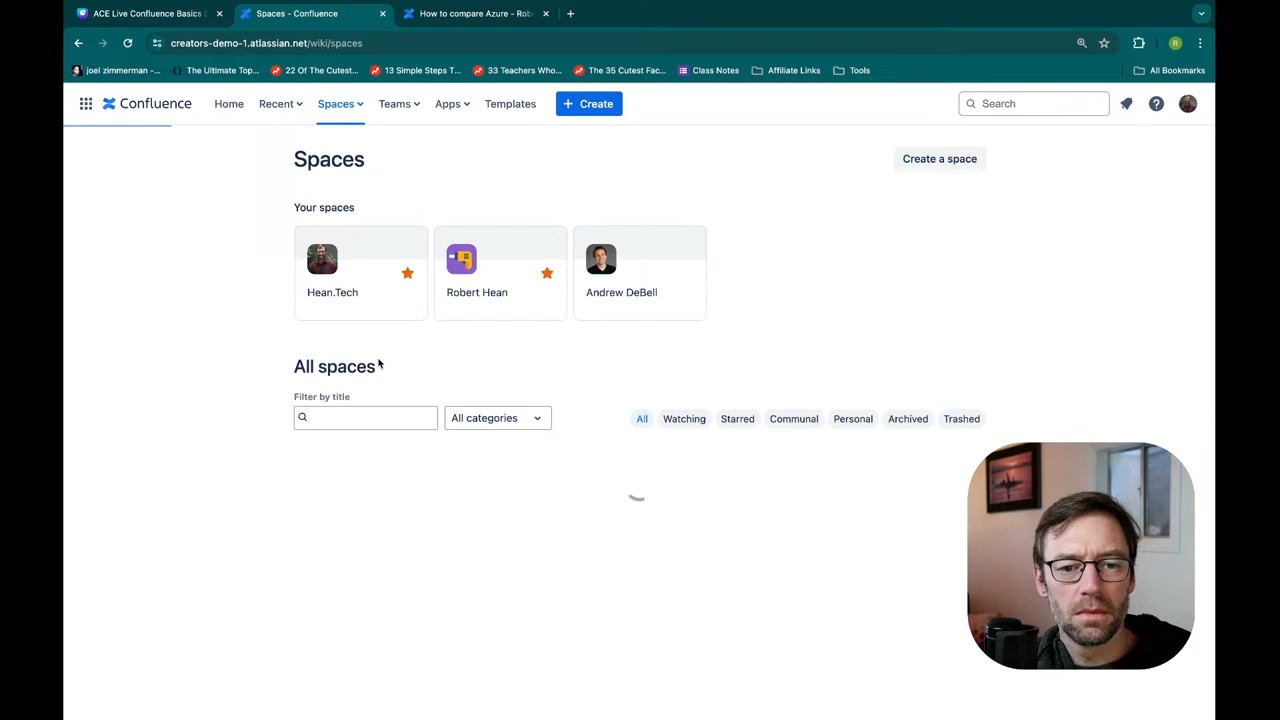 ACE Live Confluence Basics
Spaces - Confluence
How to compare Azure - Rob
creators-demo-1.atlassian.net/wiki/spaces
joel zimmerman -...
The Ultimate Top...
22 Of The Cutest...
13 Simple Steps T...
33 Teachers Who...
The 35 Cutest Fac...
Class Notes
Affiliate Links
Tools
All Bookmarks
Confluence
Home
Recent
Spaces
Teams
Apps
Templates
+ Create
Search
Spaces
Create a space
Your spaces
Hean.Tech
Robert Hean
Andrew DeBell
All spaces
Filter by title
All categories
All
Watching
Starred
Communal
Personal
Archived
Trashed